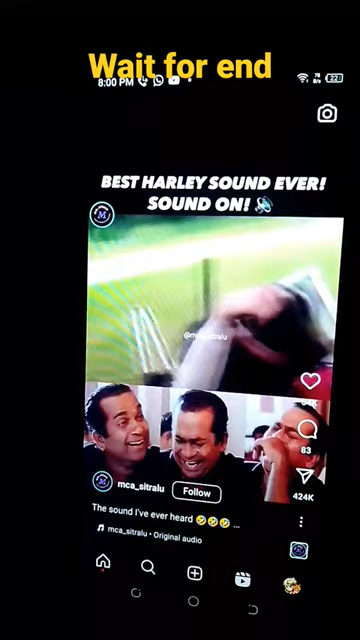 Wait for end
8:00 PM
22
BEST HARLEY SOUND EVER!
SOUND ON!
M
83
424K
mca_sitralu
Follow
The sound I've ever heard 🤣🤣🤣 ...
mca_sitralu • Original audio